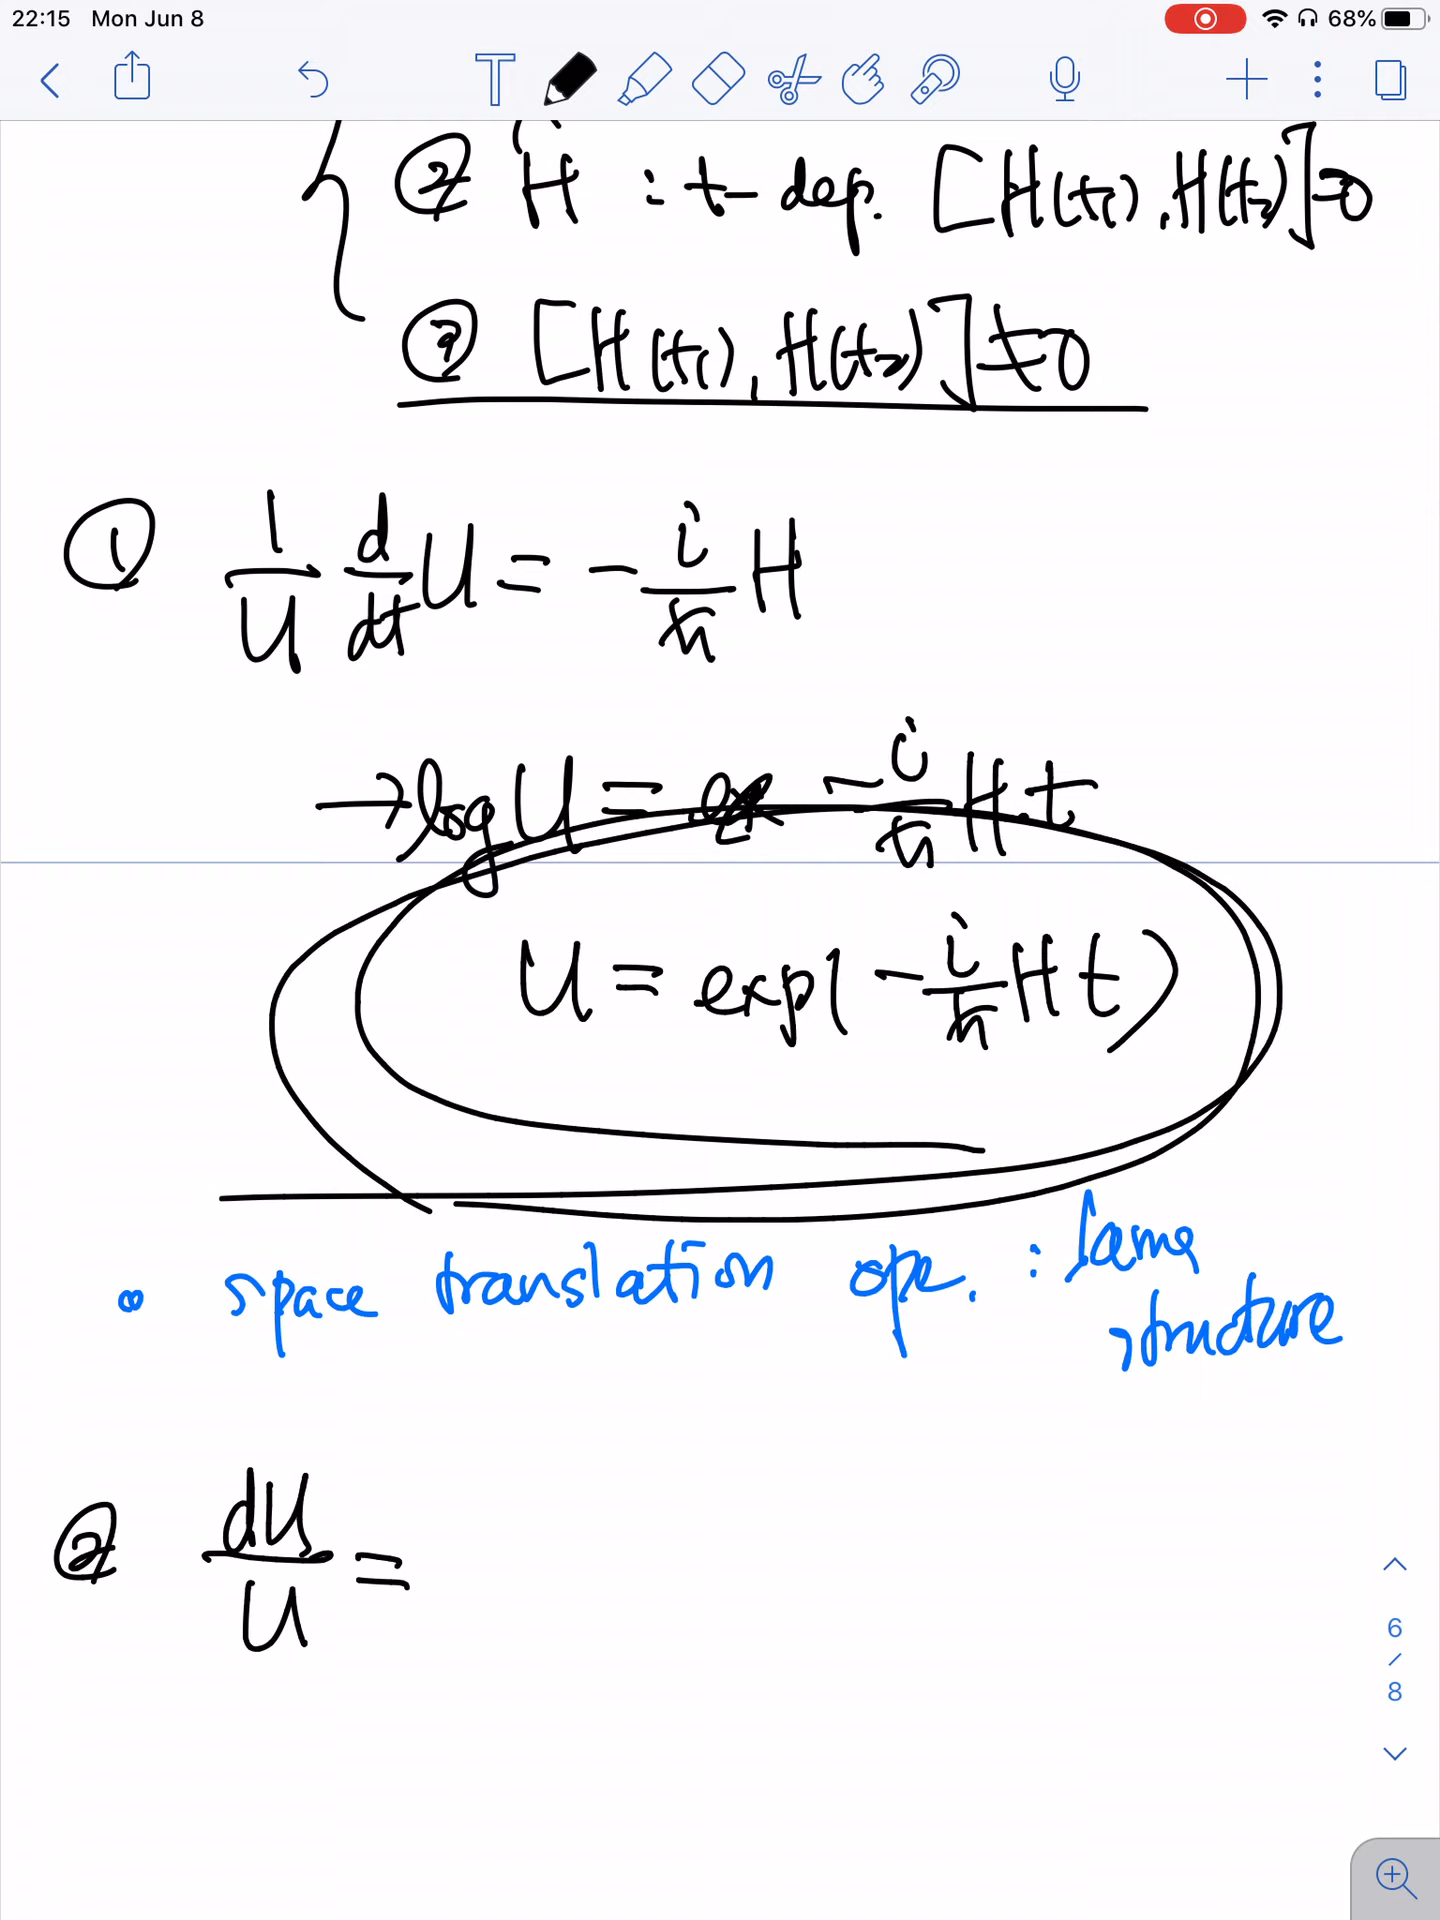 22:15 Mon Jun 8 68%
② H : t-dep. [H(t₁), H(t₂)]=0
③ [H(t₁), H(t₂)]≠0
① 1/U d/dt U = - i/ħ H
→ log U = - i/ħ H·t
U = exp( - i/ħ H t)
∞ space translation ope. : same
structure
② dU/U =
6
/
8